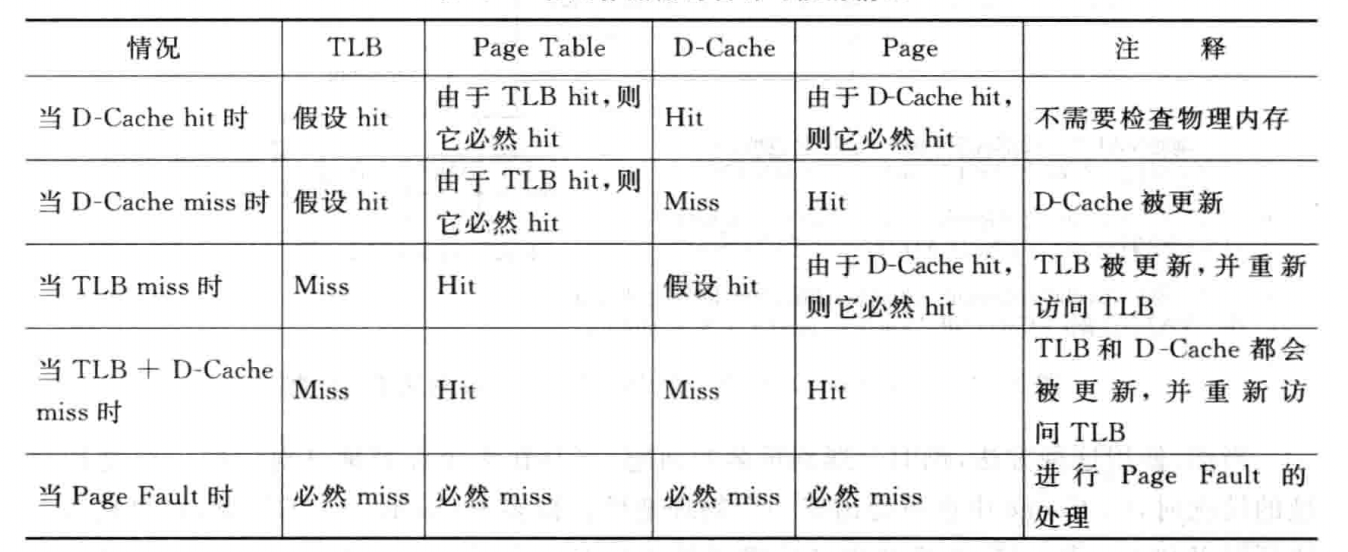 情况 TLB Page Table D-Cache Page 注 释
当 D-Cache hit 时 假设 hit 由于 TLB hit,则 Hit 由于 D-Cache hit, 不需要检查物理内存
它必然 hit 则它必然 hit
当 D-Cache miss 时 假设 hit 由于 TLB hit,则 Miss Hit D-Cache 被更新
它必然 hit
当 TLB miss 时 Miss Hit 假设 hit 由于 D-Cache hit, TLB 被更新,并重新
则它必然 hit 访问 TLB
当 TLB + D-Cache Miss Hit Miss Hit TLB 和 D-Cache 都会
miss 时 被更新,并重新访
问 TLB
当 Page Fault 时 必然 miss 必然 miss 必然 miss 必然 miss 进行 Page Fault 的
处理